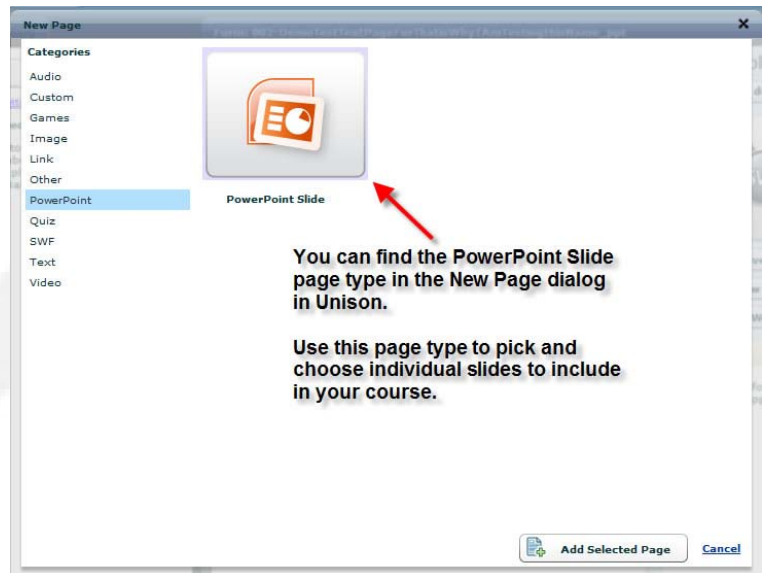 New Page
Categories
Audio
Custom
Games
Image
Link
Other
PowerPoint
Quiz
SWF
Text
Video
PowerPoint Slide
You can find the PowerPoint Slide
page type in the New Page dialog
in Unison.
Use this page type to pick and
choose individual slides to include
in your course.
Add Selected Page
Cancel